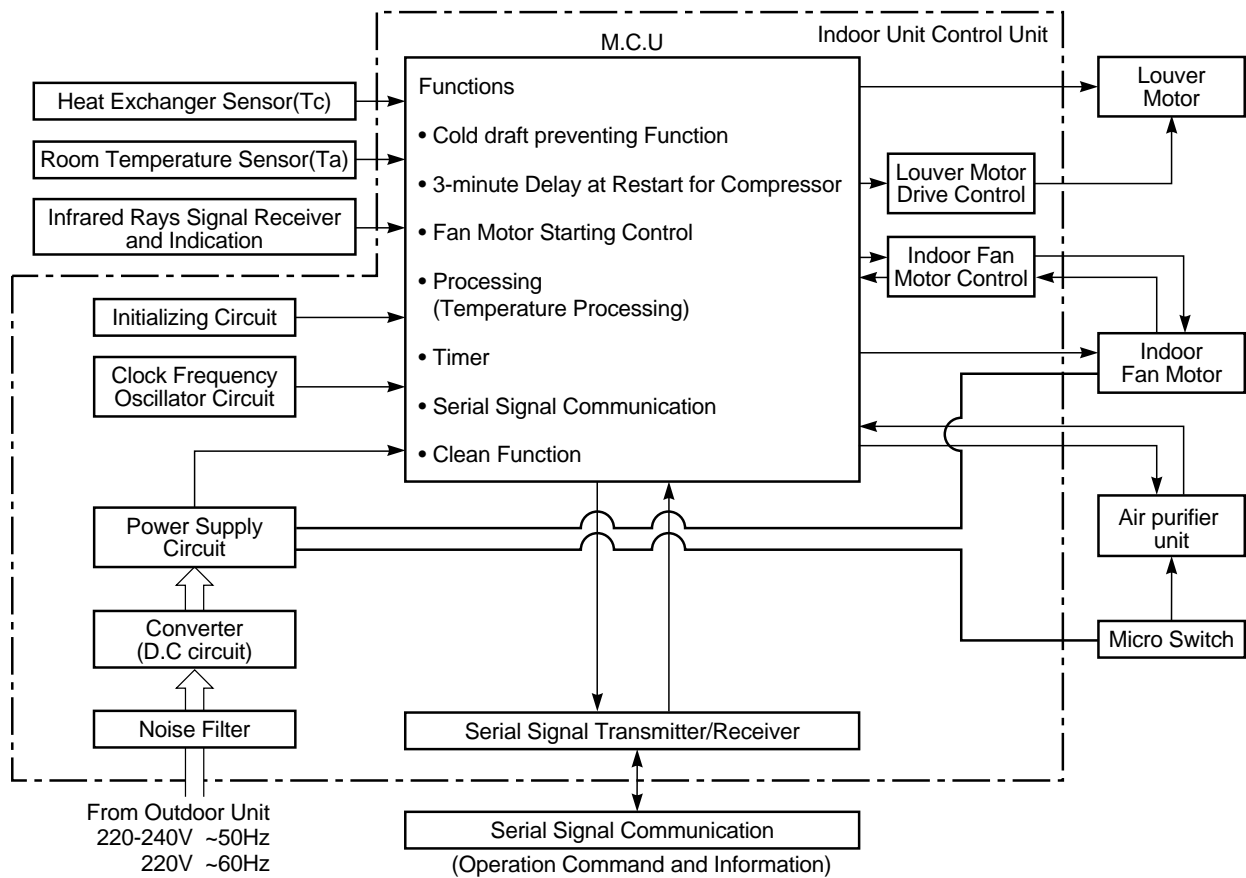 M.C.U
Indoor Unit Control Unit
Heat Exchanger Sensor(Tc)
Room Temperature Sensor(Ta)
Infrared Rays Signal Receiver
and Indication
Initializing Circuit
Clock Frequency
Oscillator Circuit
Power Supply
Circuit
Converter
(D.C circuit)
Noise Filter
From Outdoor Unit
220-240V ~50Hz
220V ~60Hz
Functions
• Cold draft preventing Function
• 3-minute Delay at Restart for Compressor
• Fan Motor Starting Control
• Processing
(Temperature Processing)
• Timer
• Serial Signal Communication
• Clean Function
Louver
Motor
Louver Motor
Drive Control
Indoor Fan
Motor Control
Indoor
Fan Motor
Air purifier
unit
Micro Switch
Serial Signal Transmitter/Receiver
Serial Signal Communication
(Operation Command and Information)